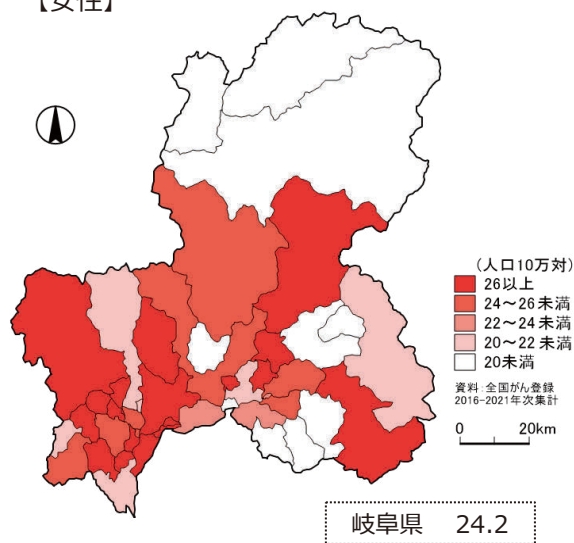 【女性】
(人口10万対)
26以上
24～26未満
22～24未満
20～22未満
20未満
資料:全国がん登録
2016-2021年次集計
0 20km
岐阜県 24.2